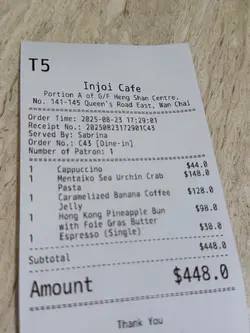 T5
Injoi Cafe
Portion A of G/F Heng Shan Centre,
No. 141-145 Queen's Road East, Wan Chai
Order Time: 2025-08-23 17:29:01
Receipt No.: 20250823172901C43
Served By: Sabrina
Order No.: C43 [Dine-in]
Number of Patron: 1
1 Cappuccino $44.0
1 Mentaiko Sea Urchin Crab $148.0
Pasta
1 Caramelized Banana Coffee $128.0
Jelly
1 Hong Kong Pineapple Bun $98.0
with Foie Gras Butter
1 Espresso (Single) $30.0
Subtotal $448.0
Amount $448.0
Thank You